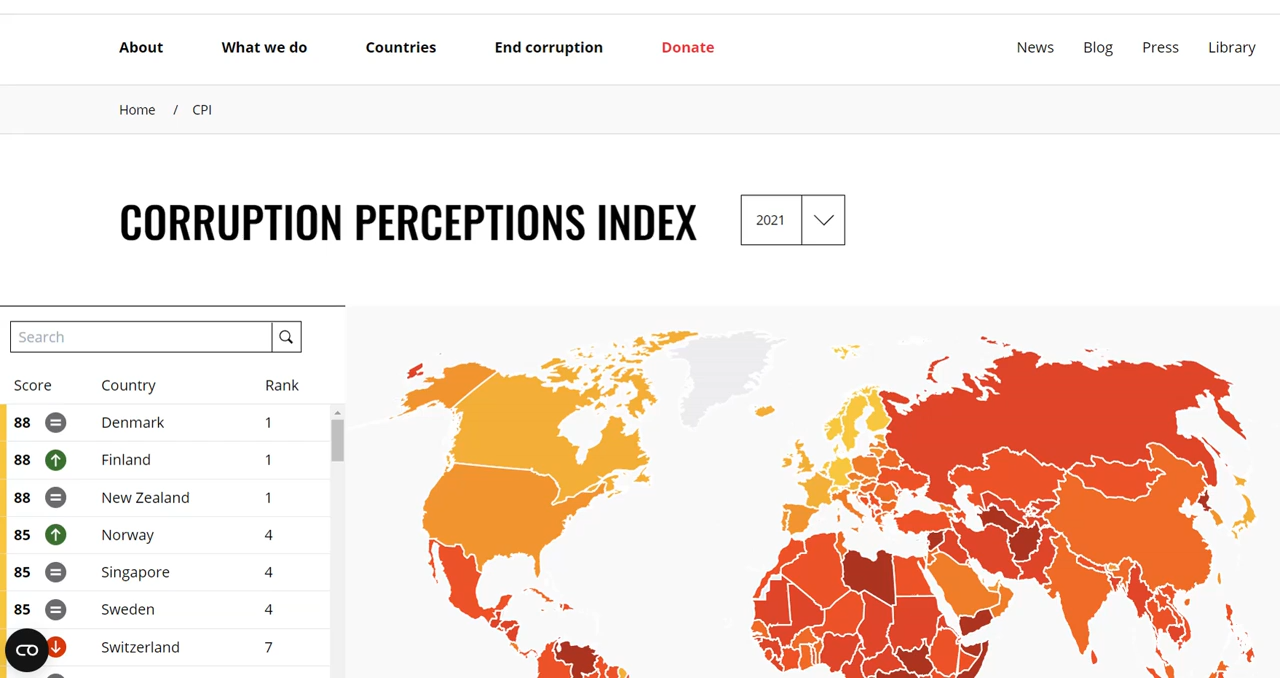 About What we do Countries End corruption Donate News Blog Press Library
Home / CPI
CORRUPTION PERCEPTIONS INDEX 2021
Search
Score Country Rank
88 Denmark 1
88 Finland 1
88 New Zealand 1
85 Norway 4
85 Singapore 4
85 Sweden 4
Switzerland 7